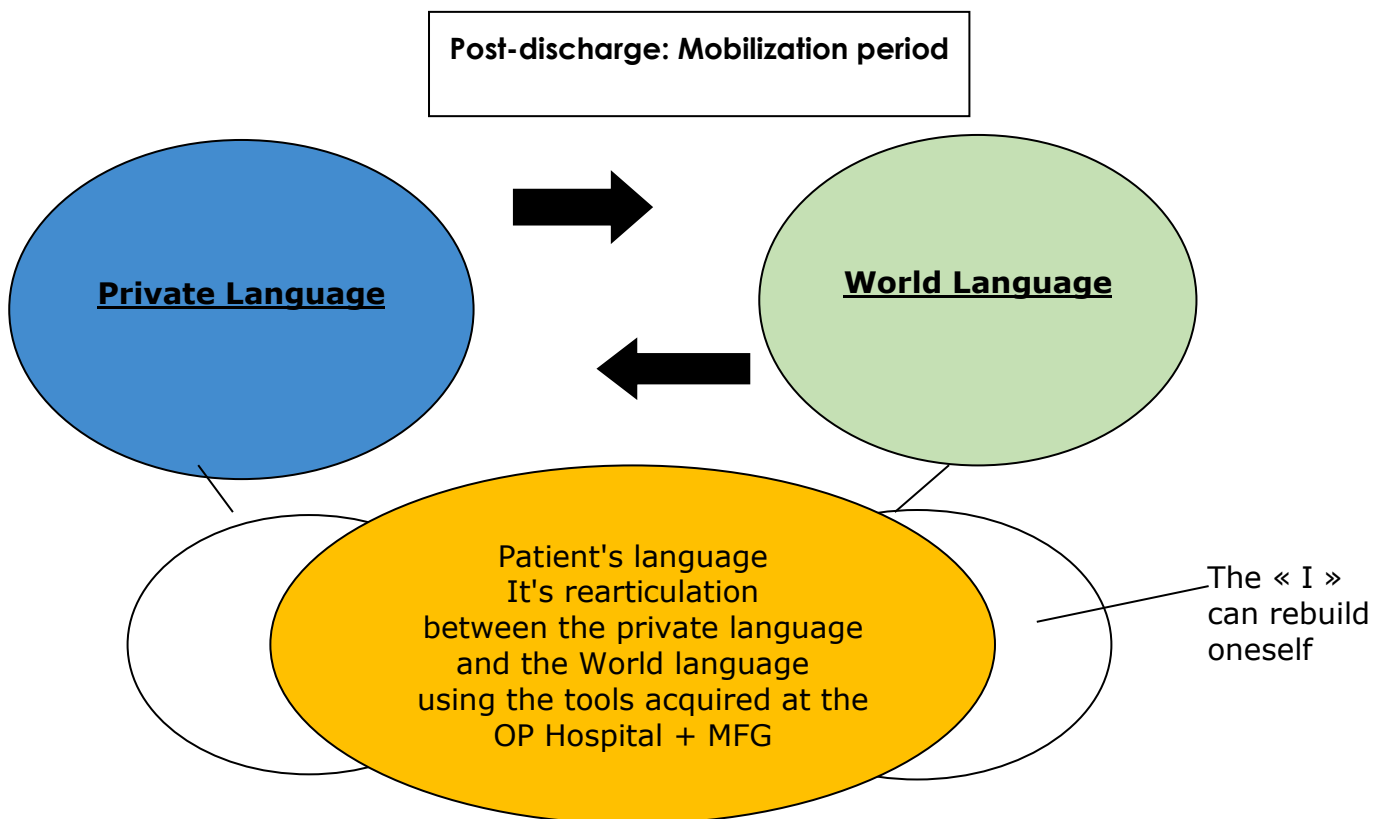 Post-discharge: Mobilization period
Private Language
World Language
Patient's language
It's rearticulation
between the private language
and the World language
using the tools acquired at the
OP Hospital + MFG
The « I »
can rebuild
oneself